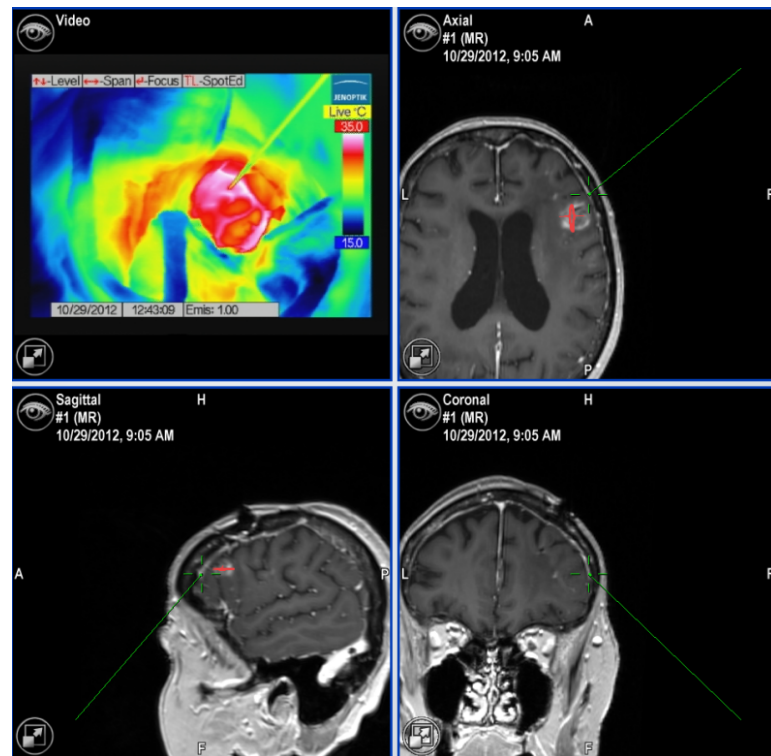 Video
↑↓-Level ↔-Span ↵-Focus TL-SpotEd
JENOPTIK
Live °C
35.0
15.0
10/29/2012 12:43:09 Emis: 1.00
Axial
#1 (MR)
10/29/2012, 9:05 AM
A
L
P
Sagittal
#1 (MR)
10/29/2012, 9:05 AM
H
A
P
F
Coronal
#1 (MR)
10/29/2012, 9:05 AM
H
L
F